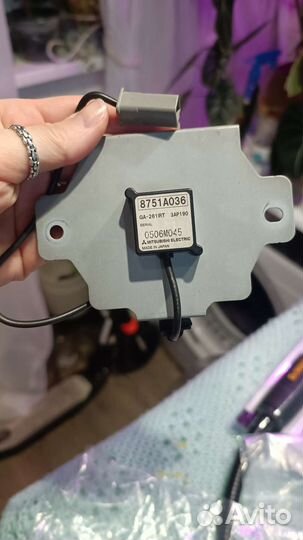 8751A036
GA-261RT 3AP190
SERIAL
0506M045
MITSUBISHI ELECTRIC
MADE IN JAPAN
Avito